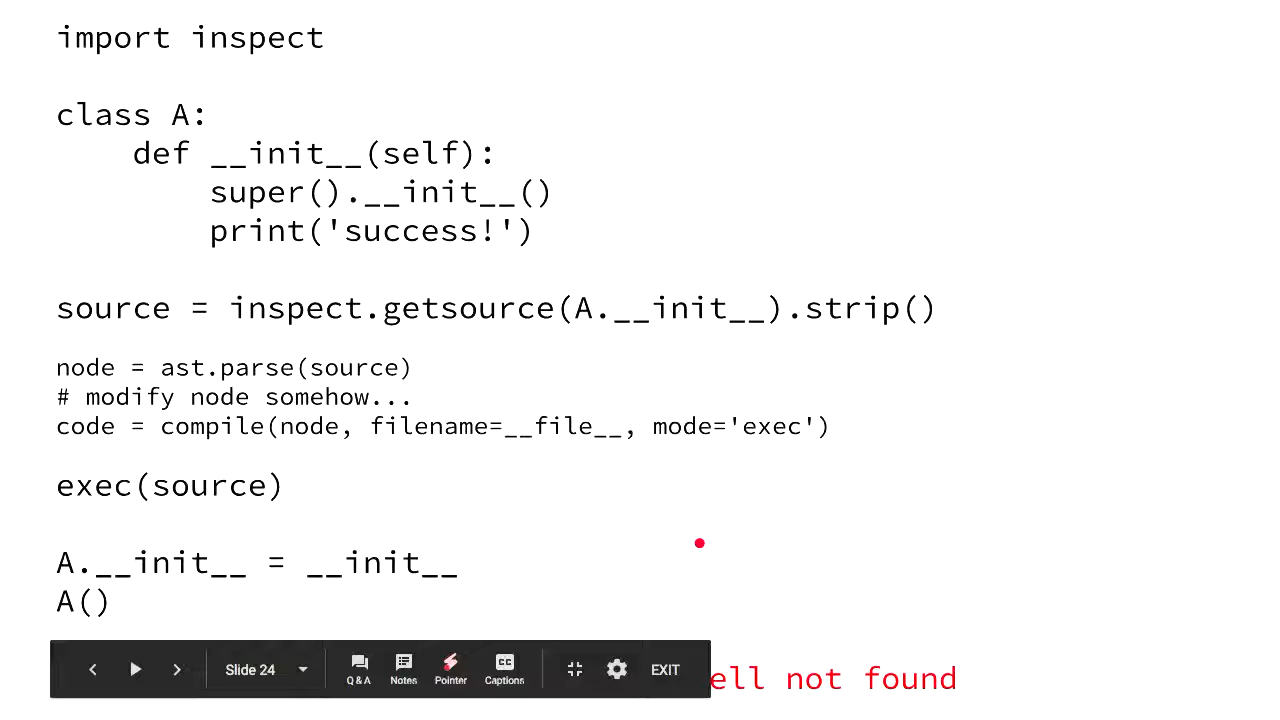 import inspect
class A:
    def __init__(self):
        super().__init__()
        print('success!')
source = inspect.getsource(A.__init__).strip()
node = ast.parse(source)
# modify node somehow...
code = compile(node, filename=__file__, mode='exec')
exec(source)
A.__init__ = __init__
A()
Slide 24
Q & A
Notes
Pointer
CC
Captions
EXIT
not found